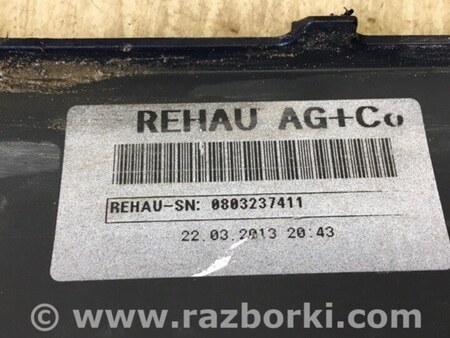 REHAU AG+Co
REHAU-SN: 0803237411
22.03.2013 20:43
© www.razborki.com